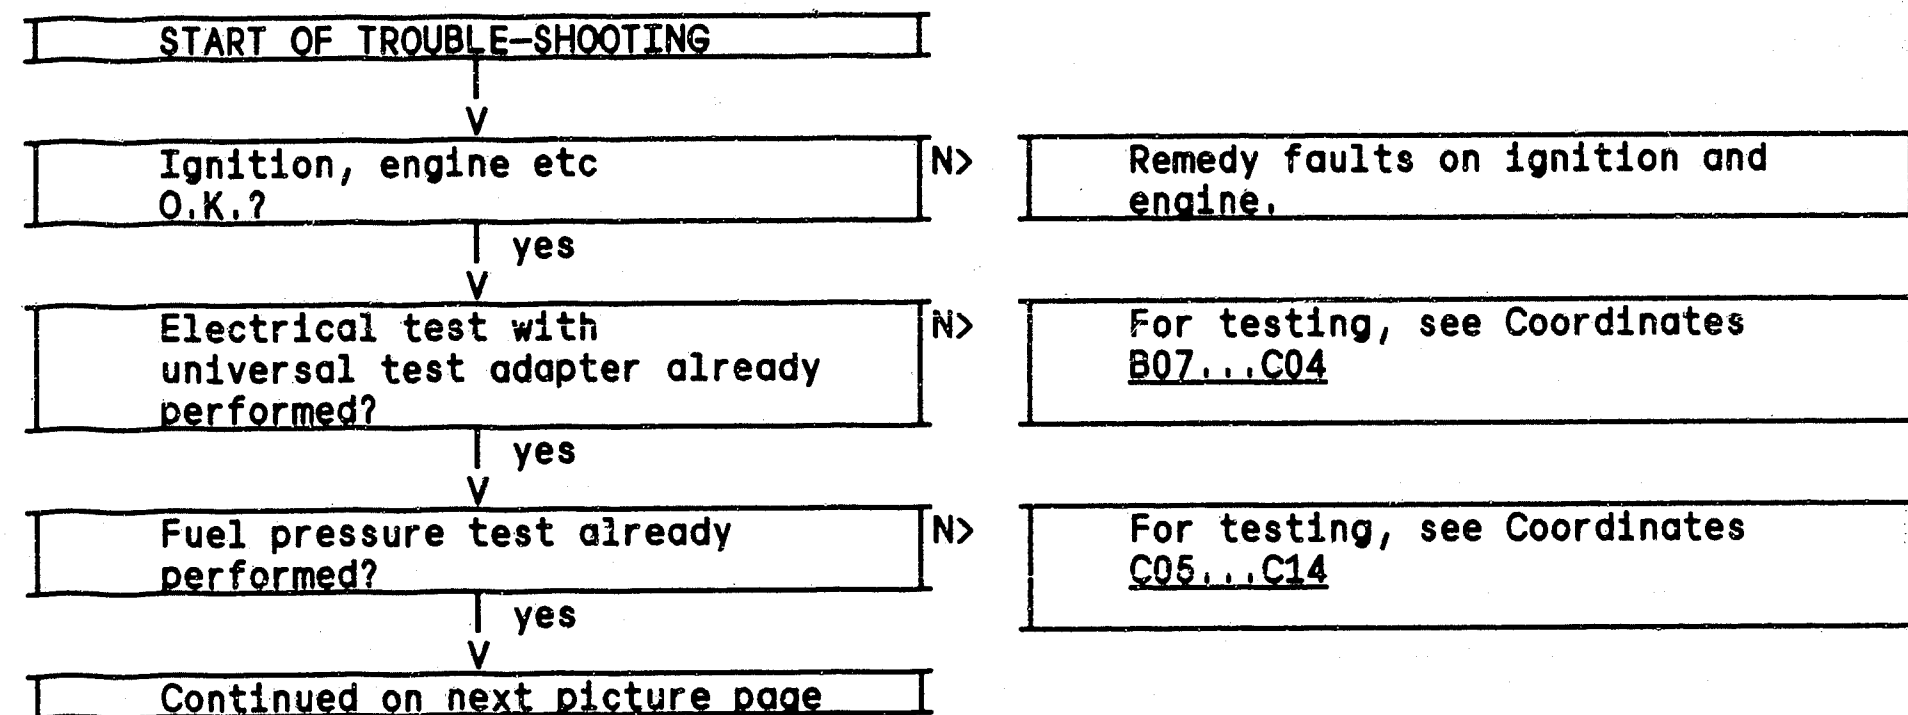 START OF TROUBLE-SHOOTING
Ignition, engine etc
O.K.?
N>
Remedy faults on ignition and
engine.
yes
Electrical test with
universal test adapter already
performed?
N>
For testing, see Coordinates
B07...C04
yes
Fuel pressure test already
performed?
N>
For testing, see Coordinates
C05...C14
yes
Continued on next picture page